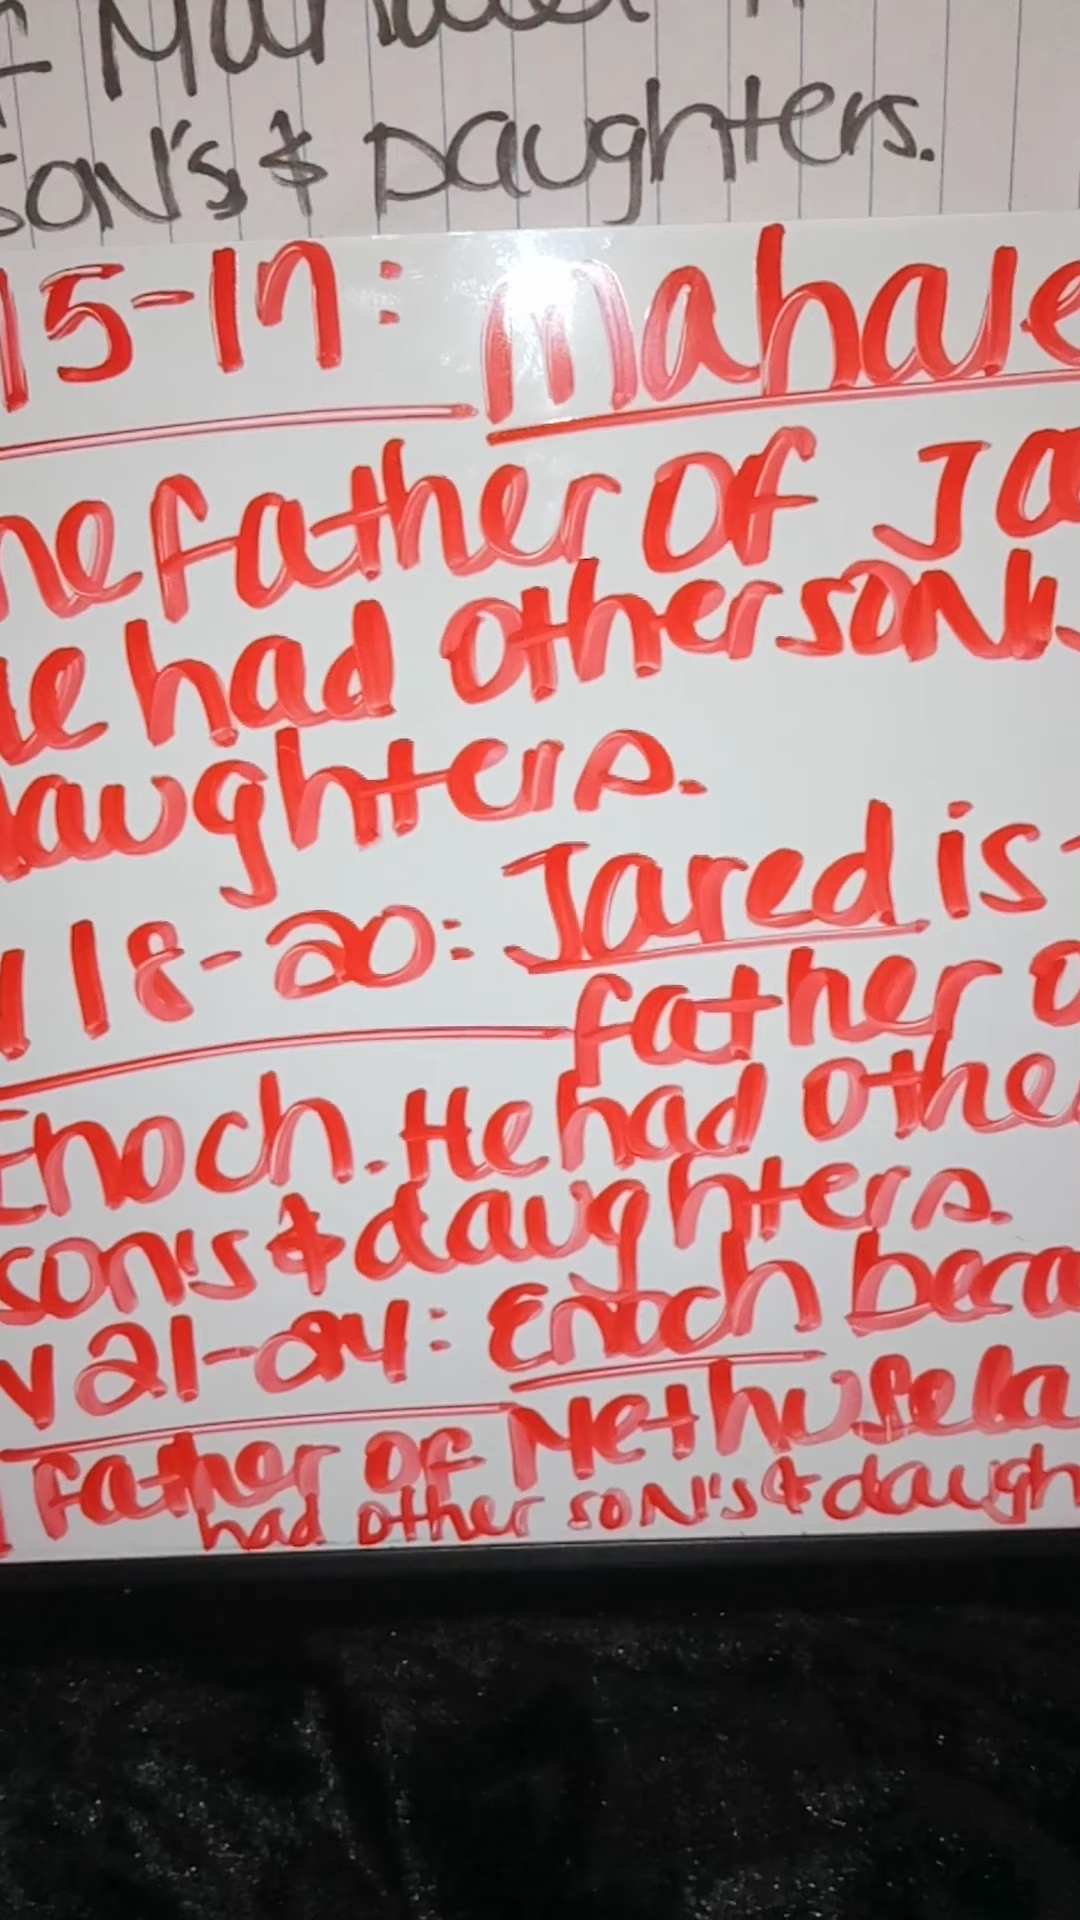 SON's & Daughters.
15-17: Mahale
he father of Ja
he had other soN's
daughters.
V 18-20: Jared is
father o
Enoch. He had othe
son's & daughters.
V 21-24: Enoch beca
father of Methusela
had other soN's & daugh